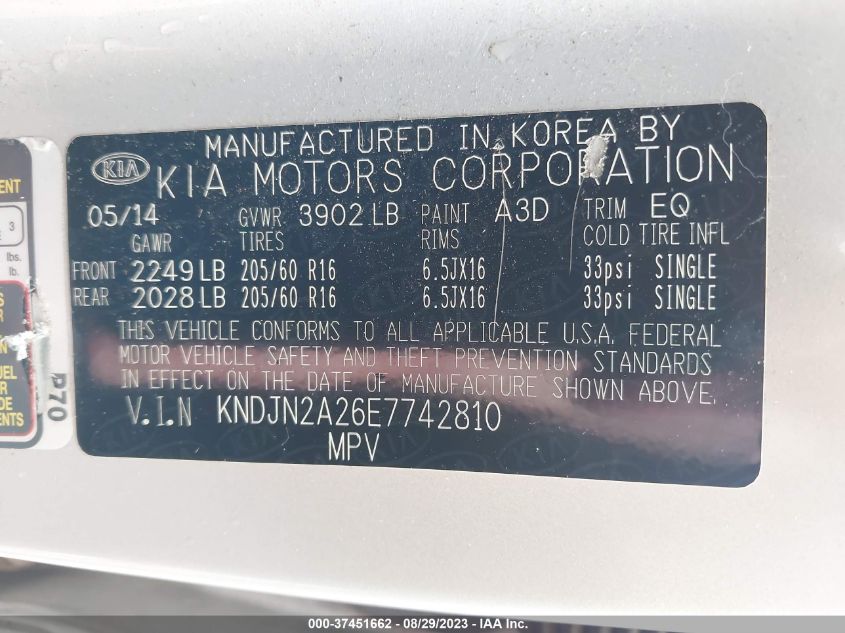 MANUFACTURED IN KOREA BY
KIA
KIA MOTORS CORPORATION
05/14 GVWR 3902 LB PAINT A3D TRIM EQ
GAWR TIRES RIMS COLD TIRE INFL
FRONT 2249 LB 205/60 R16 6.5JX16 33psi SINGLE
REAR 2028 LB 205/60 R16 6.5JX16 33psi SINGLE
THIS VEHICLE CONFORMS TO ALL APPLICABLE U.S.A. FEDERAL
MOTOR VEHICLE SAFETY AND THEFT PREVENTION STANDARDS
IN EFFECT ON THE DATE OF MANUFACTURE SHOWN ABOVE.
V.I.N KNDJN2A26E7742810
MPV
3
lbs.
lb.
P70
000-37451662 - 08/29/2023 - IAA Inc.